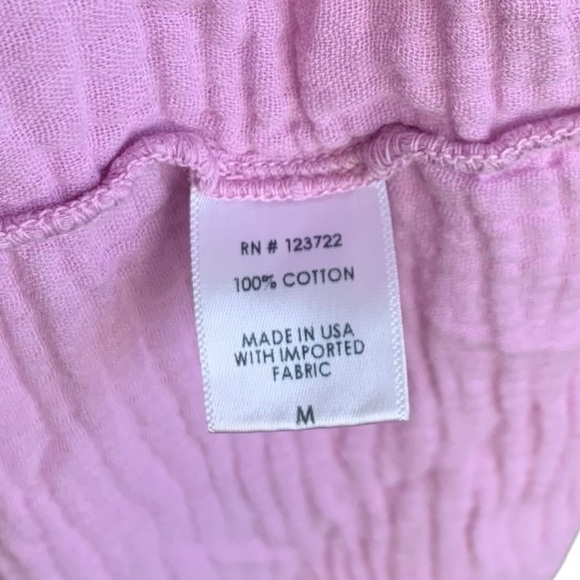 RN # 123722
100% COTTON
MADE IN USA
WITH IMPORTED
FABRIC
M